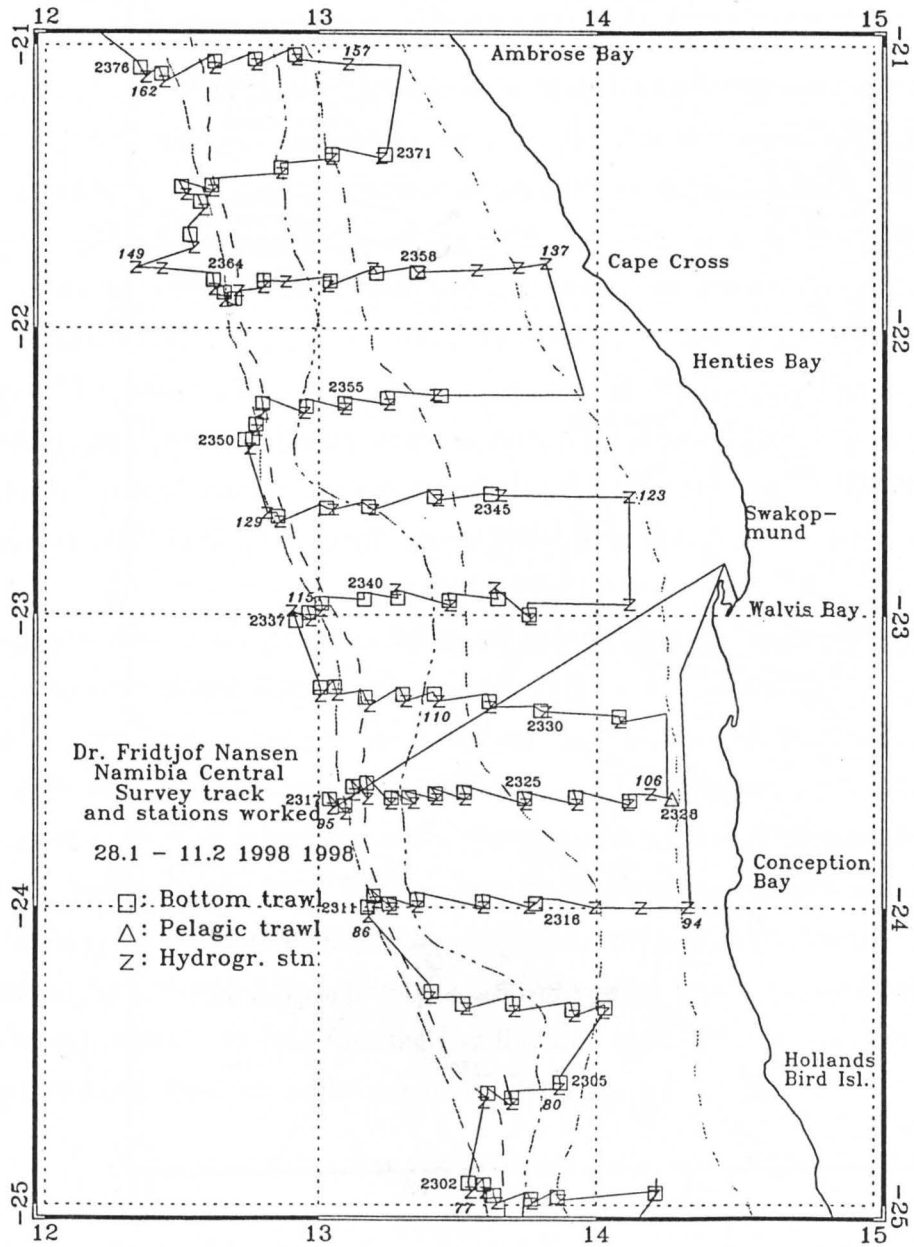 12 13 14 15
-21 -21
Ambrose Bay
157
2376
162
2371
149
2364
2358
137
Cape Cross
-22 -22
Henties Bay
2355
2350
129
2345
123
Swakop-
mund
115
2340
2337
-23 -23
Walvis Bay
110
2330
Dr. Fridtjof Nansen
Namibia Central
Survey track
and stations worked
2317
95
2325
106
2328
28.1 - 11.2 1998 1998
Conception
Bay
: Bottom trawl
2311
-24 -24
: Pelagic trawl
86
2316
94
Z : Hydrogr. stn
Hollands
Bird Isl.
2305
80
2302
77
-25 -25
12 13 14 15